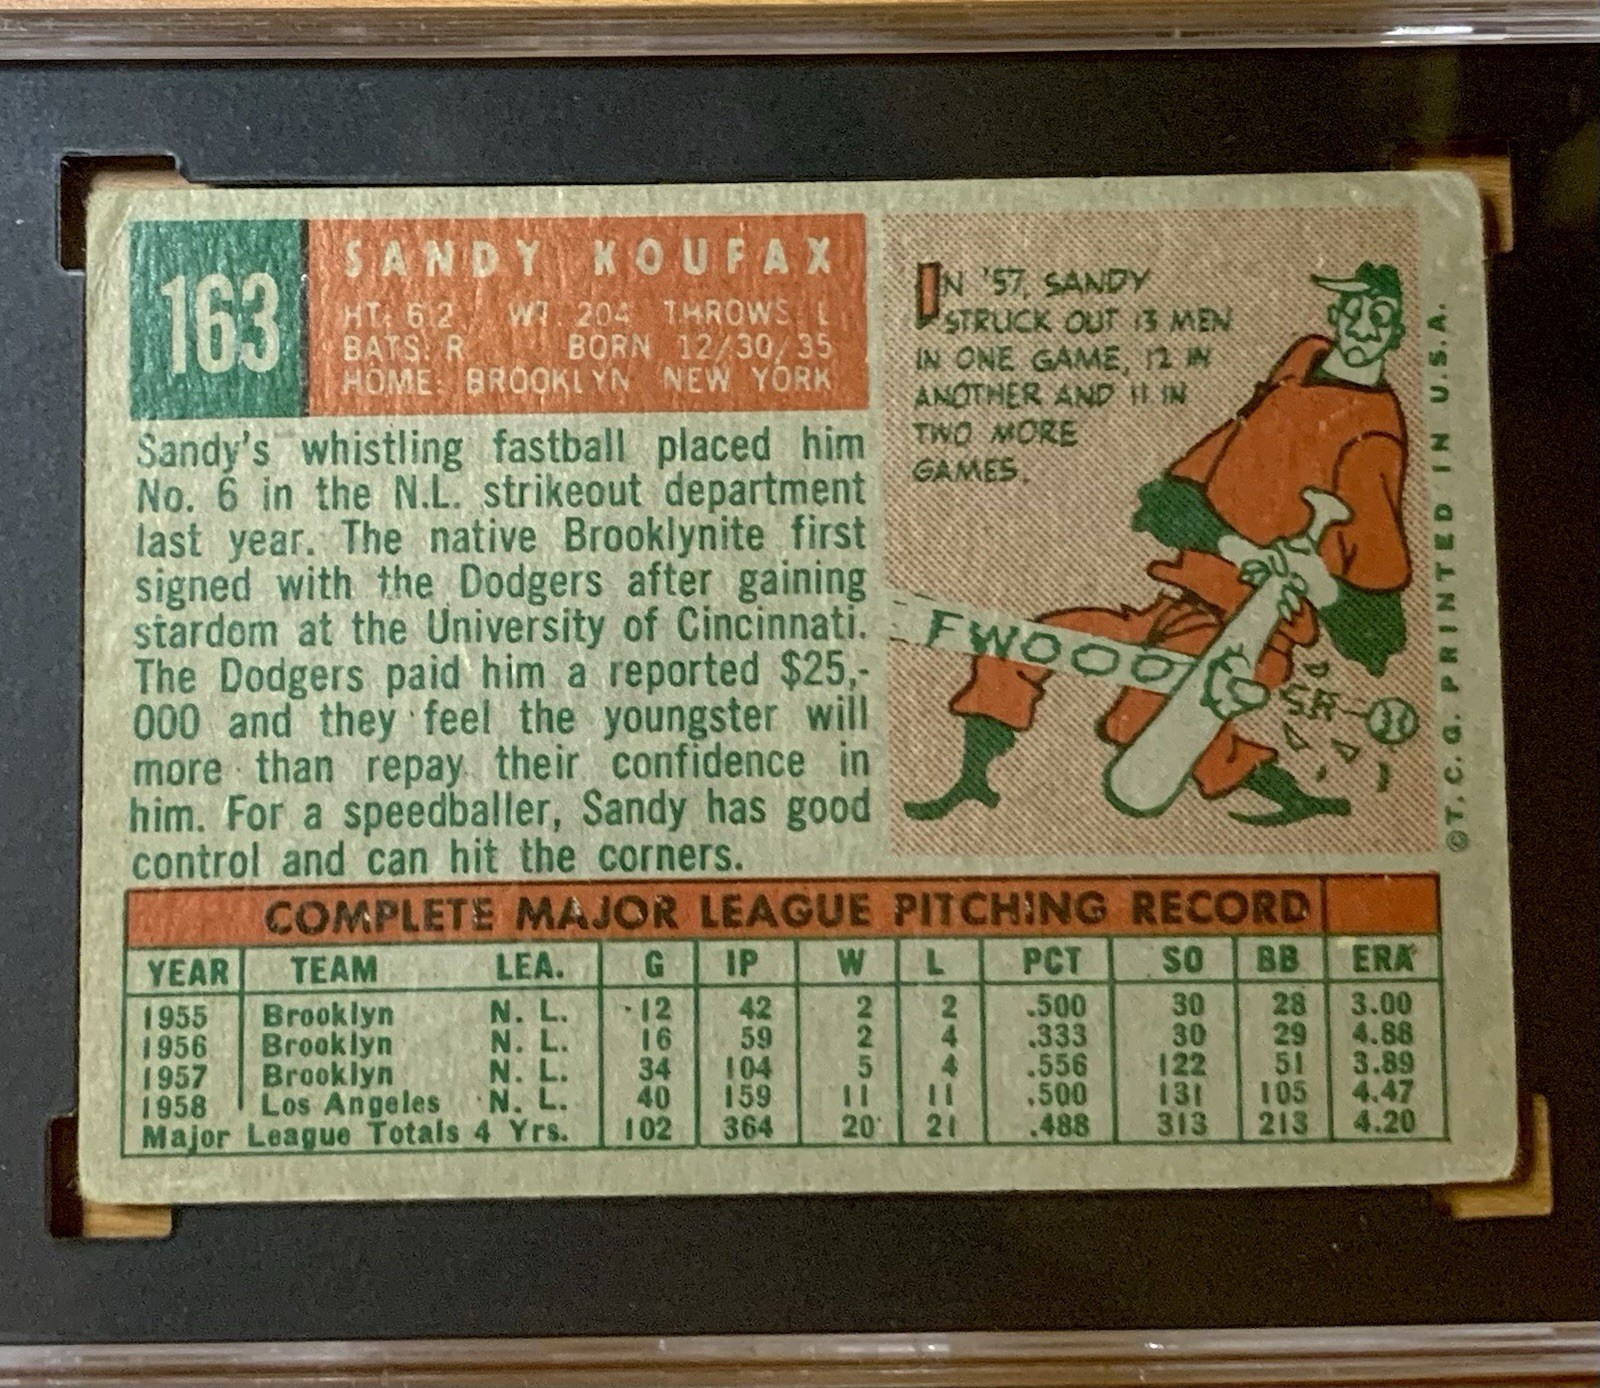 163
SANDY KOUFAX
HT: 6'2 WT. 204 THROWS: L
BATS: R BORN 12/30/35
HOME: BROOKLYN NEW YORK
Sandy's whistling fastball placed him
No. 6 in the N.L. strikeout department
last year. The native Brooklynite first
signed with the Dodgers after gaining
stardom at the University of Cincinnati.
The Dodgers paid him a reported $25,-
000 and they feel the youngster will
more than repay their confidence in
him. For a speedballer, Sandy has good
control and can hit the corners.
IN '57, SANDY
STRUCK OUT 13 MEN
IN ONE GAME, 12 IN
ANOTHER AND 11 IN
TWO MORE
GAMES.
FWOOO
©T.C.G. PRINTED IN U.S.A.
COMPLETE MAJOR LEAGUE PITCHING RECORD
YEAR TEAM LEA. G IP W L PCT SO BB ERA
1955 Brooklyn N. L. 12 42 2 2 .500 30 28 3.00
1956 Brooklyn N. L. 16 59 2 4 .333 30 29 4.88
1957 Brooklyn N. L. 34 104 5 4 .556 122 51 3.89
1958 Los Angeles N. L. 40 159 11 11 .500 131 105 4.47
Major League Totals 4 Yrs. 102 364 20 21 .488 313 213 4.20